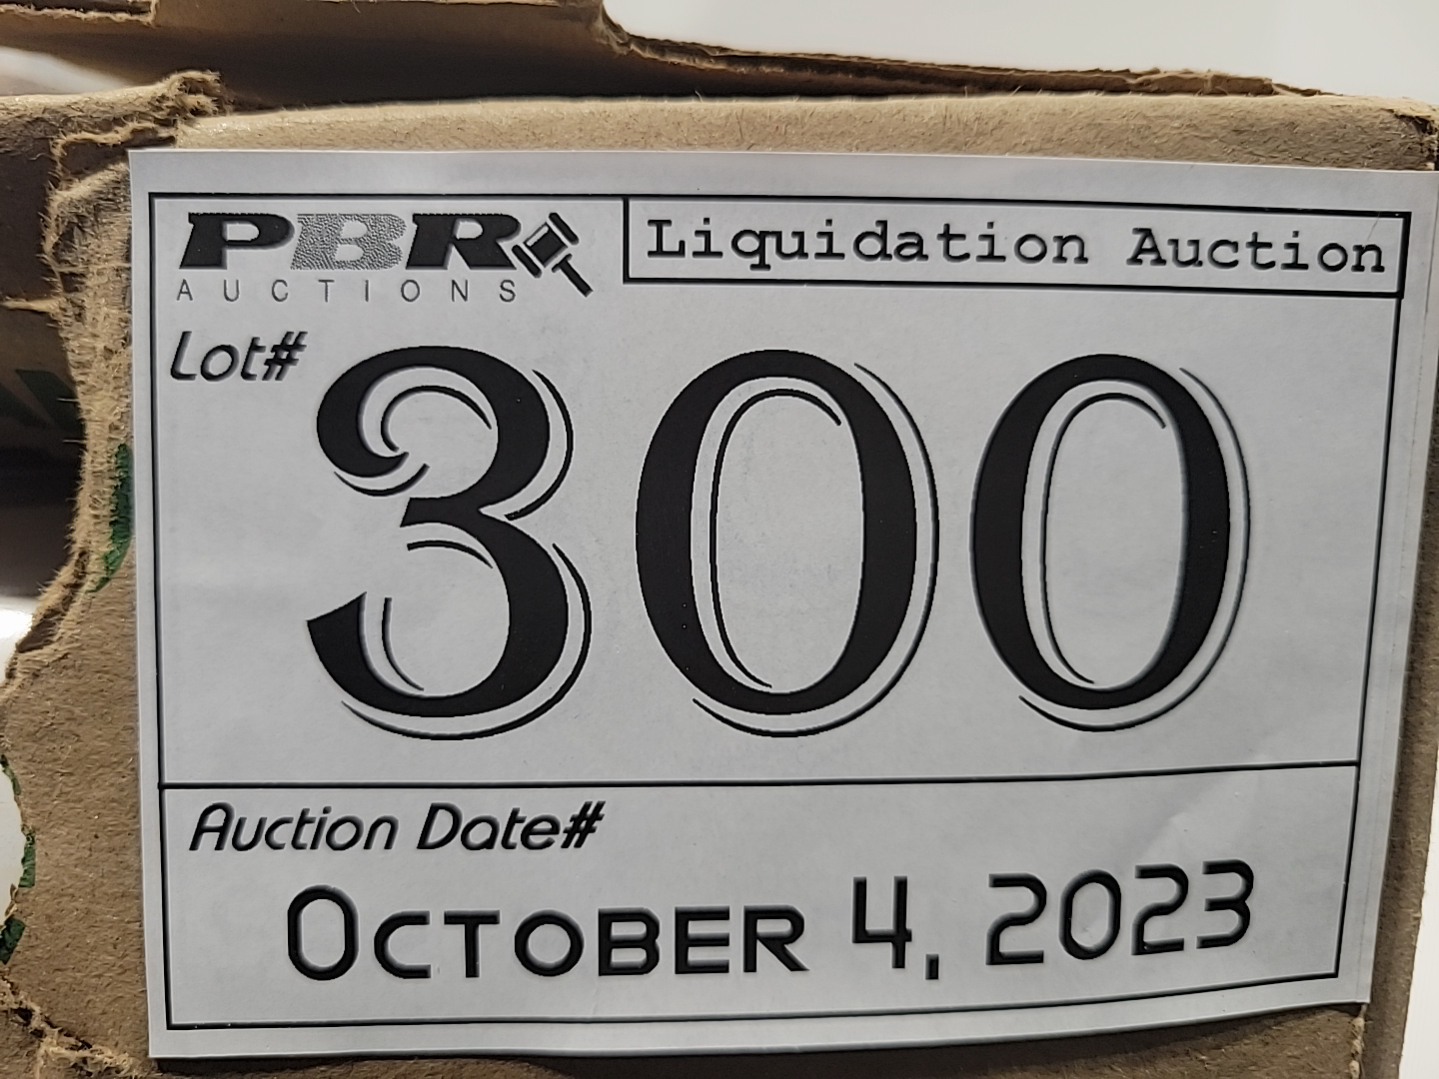 PBR
AUCTIONS
Liquidation Auction
Lot#
300
Auction Date#
October 4, 2023